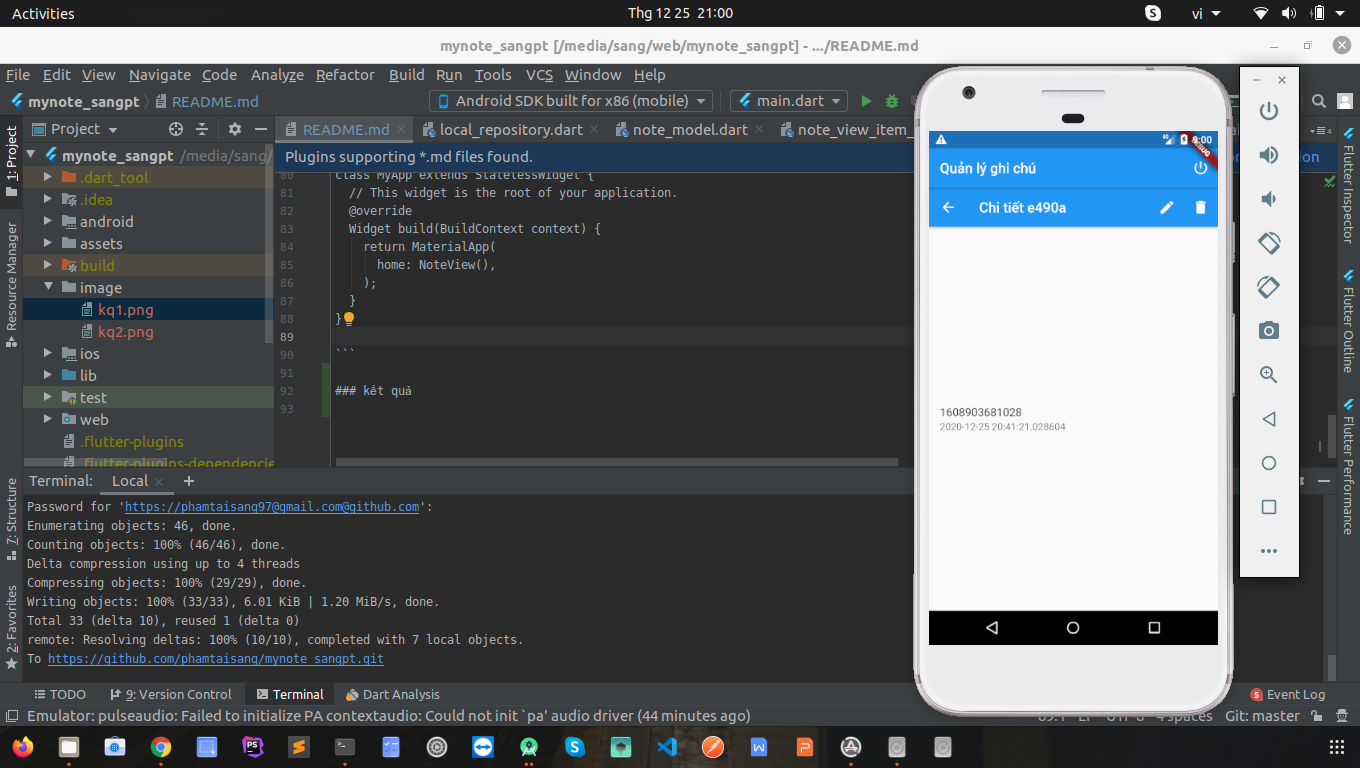 Activities
Thg 12 25 21:00
vi
mynote_sangpt [/media/sang/web/mynote_sangpt] - .../README.md
File Edit View Navigate Code Analyze Refactor Build Run Tools VCS Window Help
mynote_sangpt README.md
Android SDK built for x86 (mobile)
main.dart
Project
README.md
local_repository.dart
note_model.dart
note_view_item_
mynote_sangpt /media/sang/
Plugins supporting *.md files found.
.dart_tool
.idea
android
assets
build
image
kq1.png
kq2.png
ios
lib
test
web
.flutter-plugins
.flutter-plugins-dependencie
80 class MyApp extends StatelessWidget {
81 // This widget is the root of your application.
82 @override
83 Widget build(BuildContext context) {
84 return MaterialApp(
85 home: NoteView(),
86 );
87 }
88 }
89
90 ```
91
92 ### kết quả
93
1: Project
Resource Manager
7: Structure
2: Favorites
Flutter Inspector
Flutter Outline
Flutter Performance
9:00
DEBUG
Quản lý ghi chú
Chi tiết e490a
1608903681028
2020-12-25 20:41:21.028604
Terminal: Local
Password for 'https://phamtaisang97@gmail.com@github.com':
Enumerating objects: 46, done.
Counting objects: 100% (46/46), done.
Delta compression using up to 4 threads
Compressing objects: 100% (29/29), done.
Writing objects: 100% (33/33), 6.01 KiB | 1.20 MiB/s, done.
Total 33 (delta 10), reused 1 (delta 0)
remote: Resolving deltas: 100% (10/10), completed with 7 local objects.
To https://github.com/phamtaisang/mynote_sangpt.git
TODO
9: Version Control
Terminal
Dart Analysis
Event Log
Emulator: pulseaudio: Failed to initialize PA contextaudio: Could not init `pa' audio driver (44 minutes ago)
89:1 LF UTF-8 4 spaces Git: master